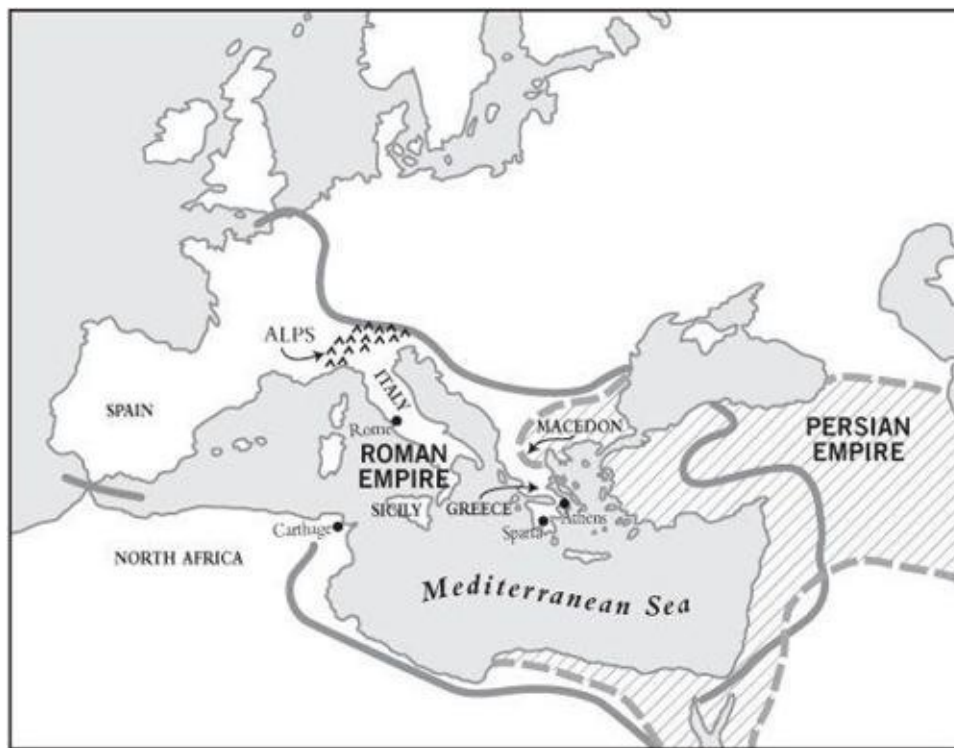 ALPS
ITALY
SPAIN
Rome
ROMAN
EMPIRE
MACEDON
PERSIAN
EMPIRE
SICILY
GREECE
Athens
Sparta
Carthage
NORTH AFRICA
Mediterranean Sea